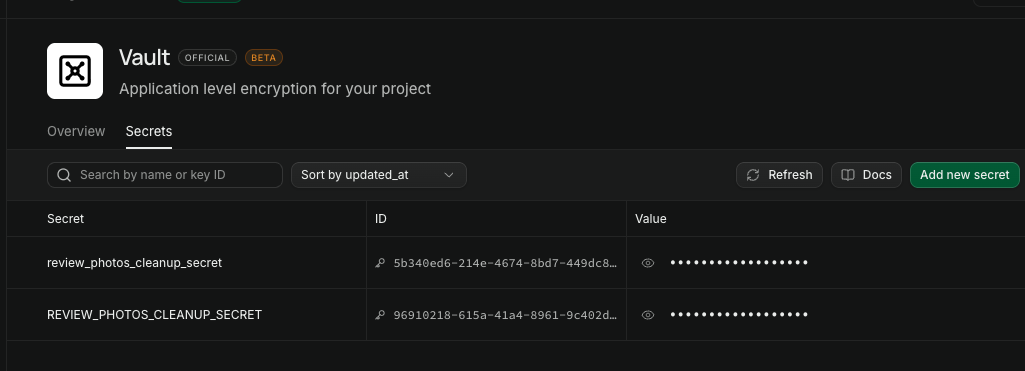 Vault OFFICIAL BETA
Application level encryption for your project
Overview Secrets
Search by name or key ID Sort by updated_at Refresh Docs Add new secret
Secret ID Value
review_photos_cleanup_secret 5b340ed6-214e-4674-8bd7-449dc8… ••••••••••••••••••
REVIEW_PHOTOS_CLEANUP_SECRET 96910218-615a-41a4-8961-9c402d… ••••••••••••••••••